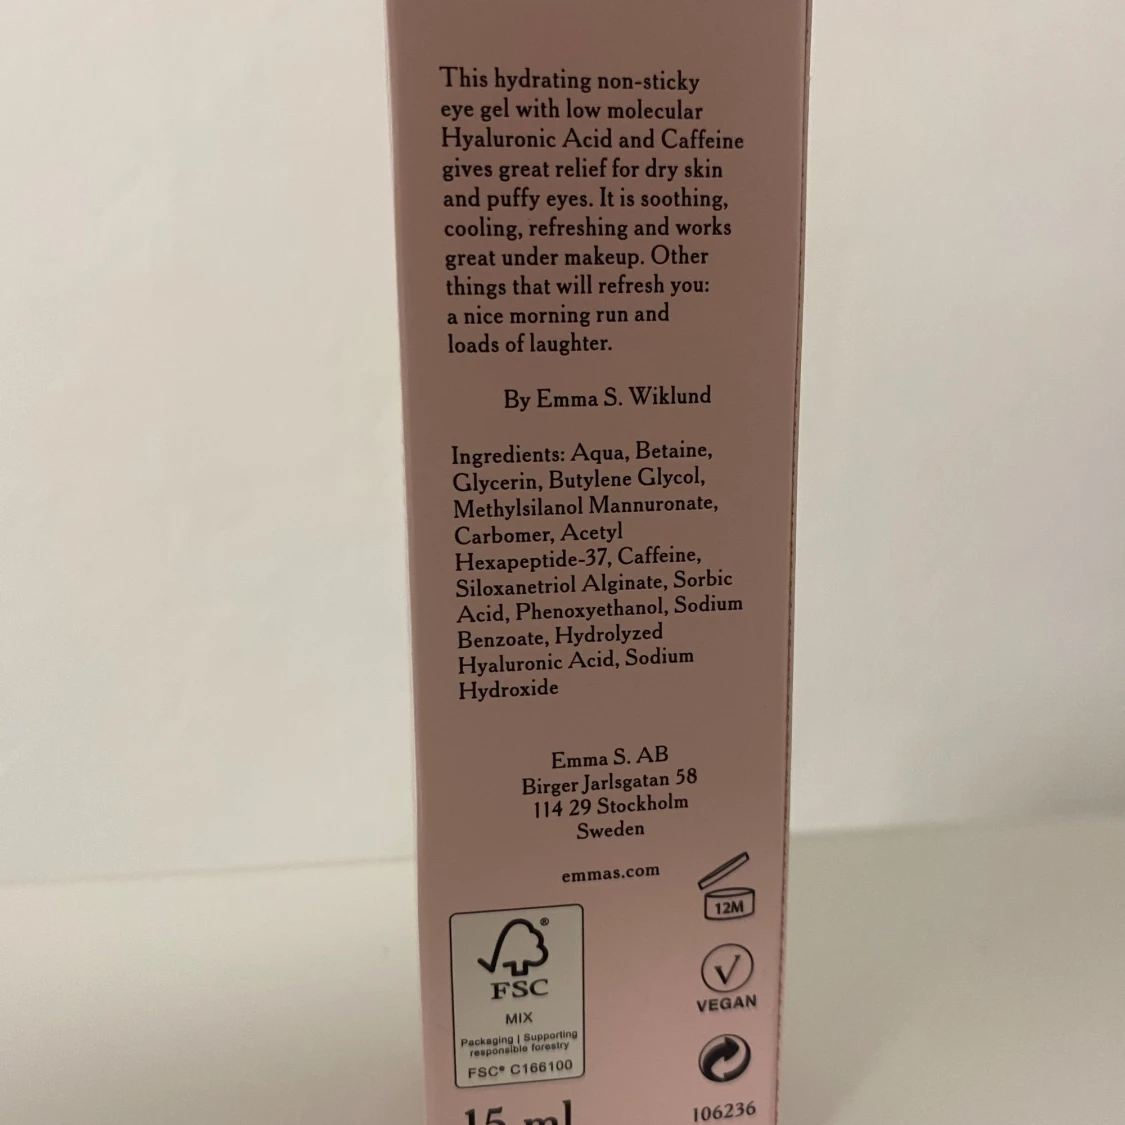 This hydrating non-sticky
eye gel with low molecular
Hyaluronic Acid and Caffeine
gives great relief for dry skin
and puffy eyes. It is soothing,
cooling, refreshing and works
great under makeup. Other
things that will refresh you:
a nice morning run and
loads of laughter.
By Emma S. Wiklund
Ingredients: Aqua, Betaine,
Glycerin, Butylene Glycol,
Methylsilanol Mannuronate,
Carbomer, Acetyl
Hexapeptide-37, Caffeine,
Siloxanetriol Alginate, Sorbic
Acid, Phenoxyethanol, Sodium
Benzoate, Hydrolyzed
Hyaluronic Acid, Sodium
Hydroxide
Emma S. AB
Birger Jarlsgatan 58
114 29 Stockholm
Sweden
emmas.com
12M
VEGAN
®
FSC
MIX
Packaging | Supporting
responsible forestry
FSC® C166100
15 ml
106236